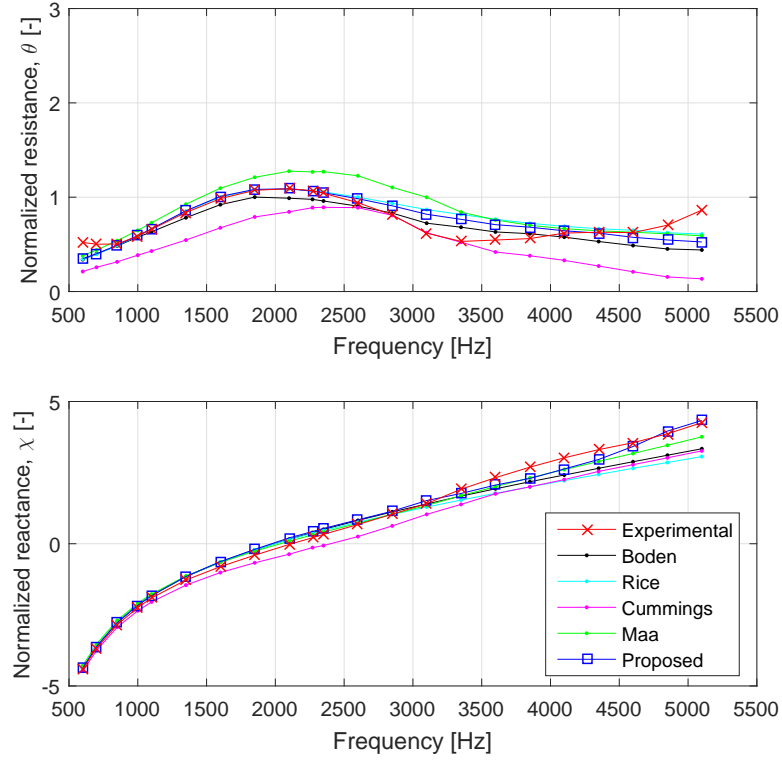 3
2
1
0
Normalized resistance, θ [-]
500 1000 1500 2000 2500 3000 3500 4000 4500 5000 5500
Frequency [Hz]
5
0
-5
Normalized reactance, χ [-]
Experimental
Boden
Rice
Cummings
Maa
Proposed
500 1000 1500 2000 2500 3000 3500 4000 4500 5000 5500
Frequency [Hz]